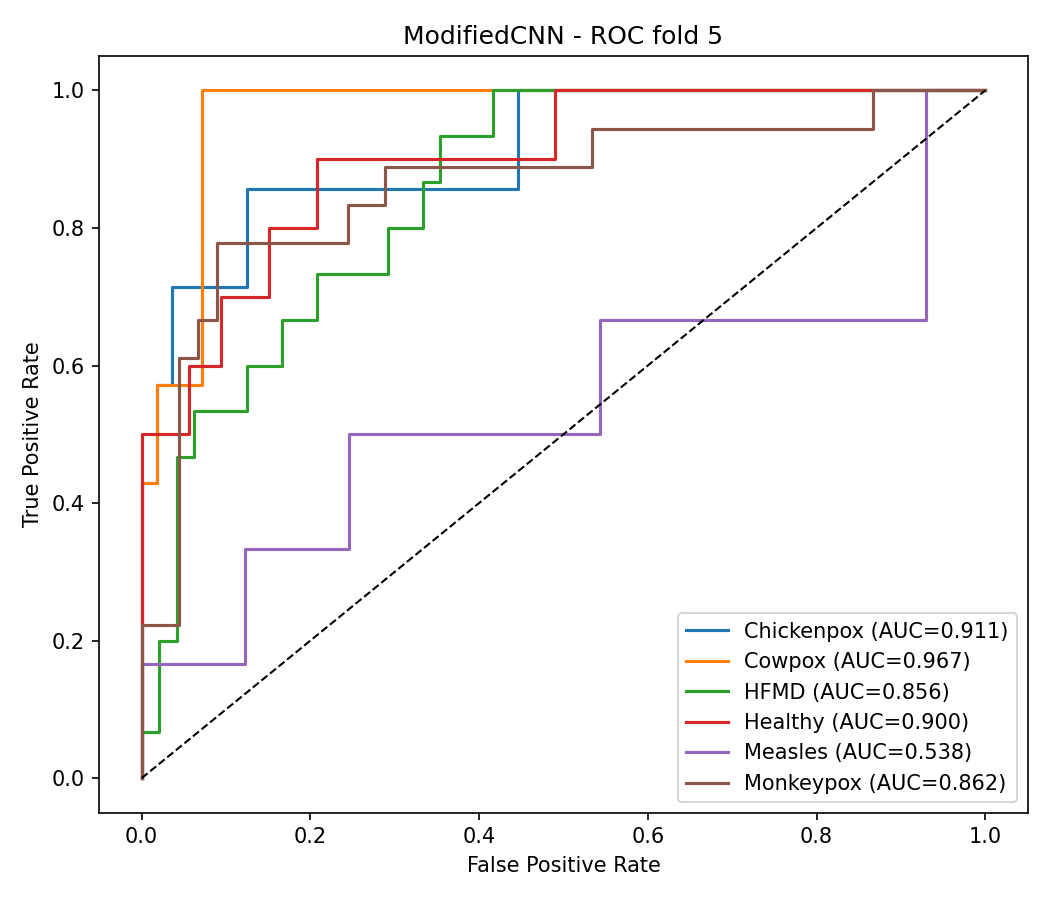 ModifiedCNN - ROC fold 5
True Positive Rate
1.0
0.8
0.6
0.4
0.2
0.0
0.0 0.2 0.4 0.6 0.8 1.0
False Positive Rate
Chickenpox (AUC=0.911)
Cowpox (AUC=0.967)
HFMD (AUC=0.856)
Healthy (AUC=0.900)
Measles (AUC=0.538)
Monkeypox (AUC=0.862)